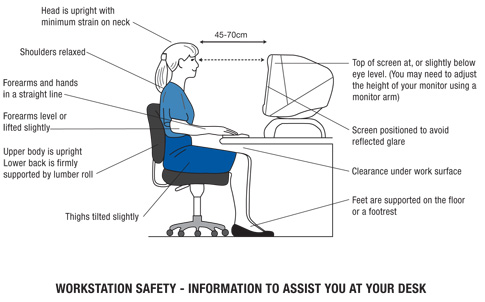 Head is upright with
minimum strain on neck
45-70cm
Shoulders relaxed
Top of screen at, or slightly below
eye level. (You may need to adjust
the height of your monitor using a
monitor arm)
Forearms and hands
in a straight line
Forearms level or
lifted slightly
Screen positioned to avoid
reflected glare
Upper body is upright
Lower back is firmly
supported by lumber roll
Clearance under work surface
Thighs tilted slightly
Feet are supported on the floor
or a footrest
WORKSTATION SAFETY - INFORMATION TO ASSIST YOU AT YOUR DESK